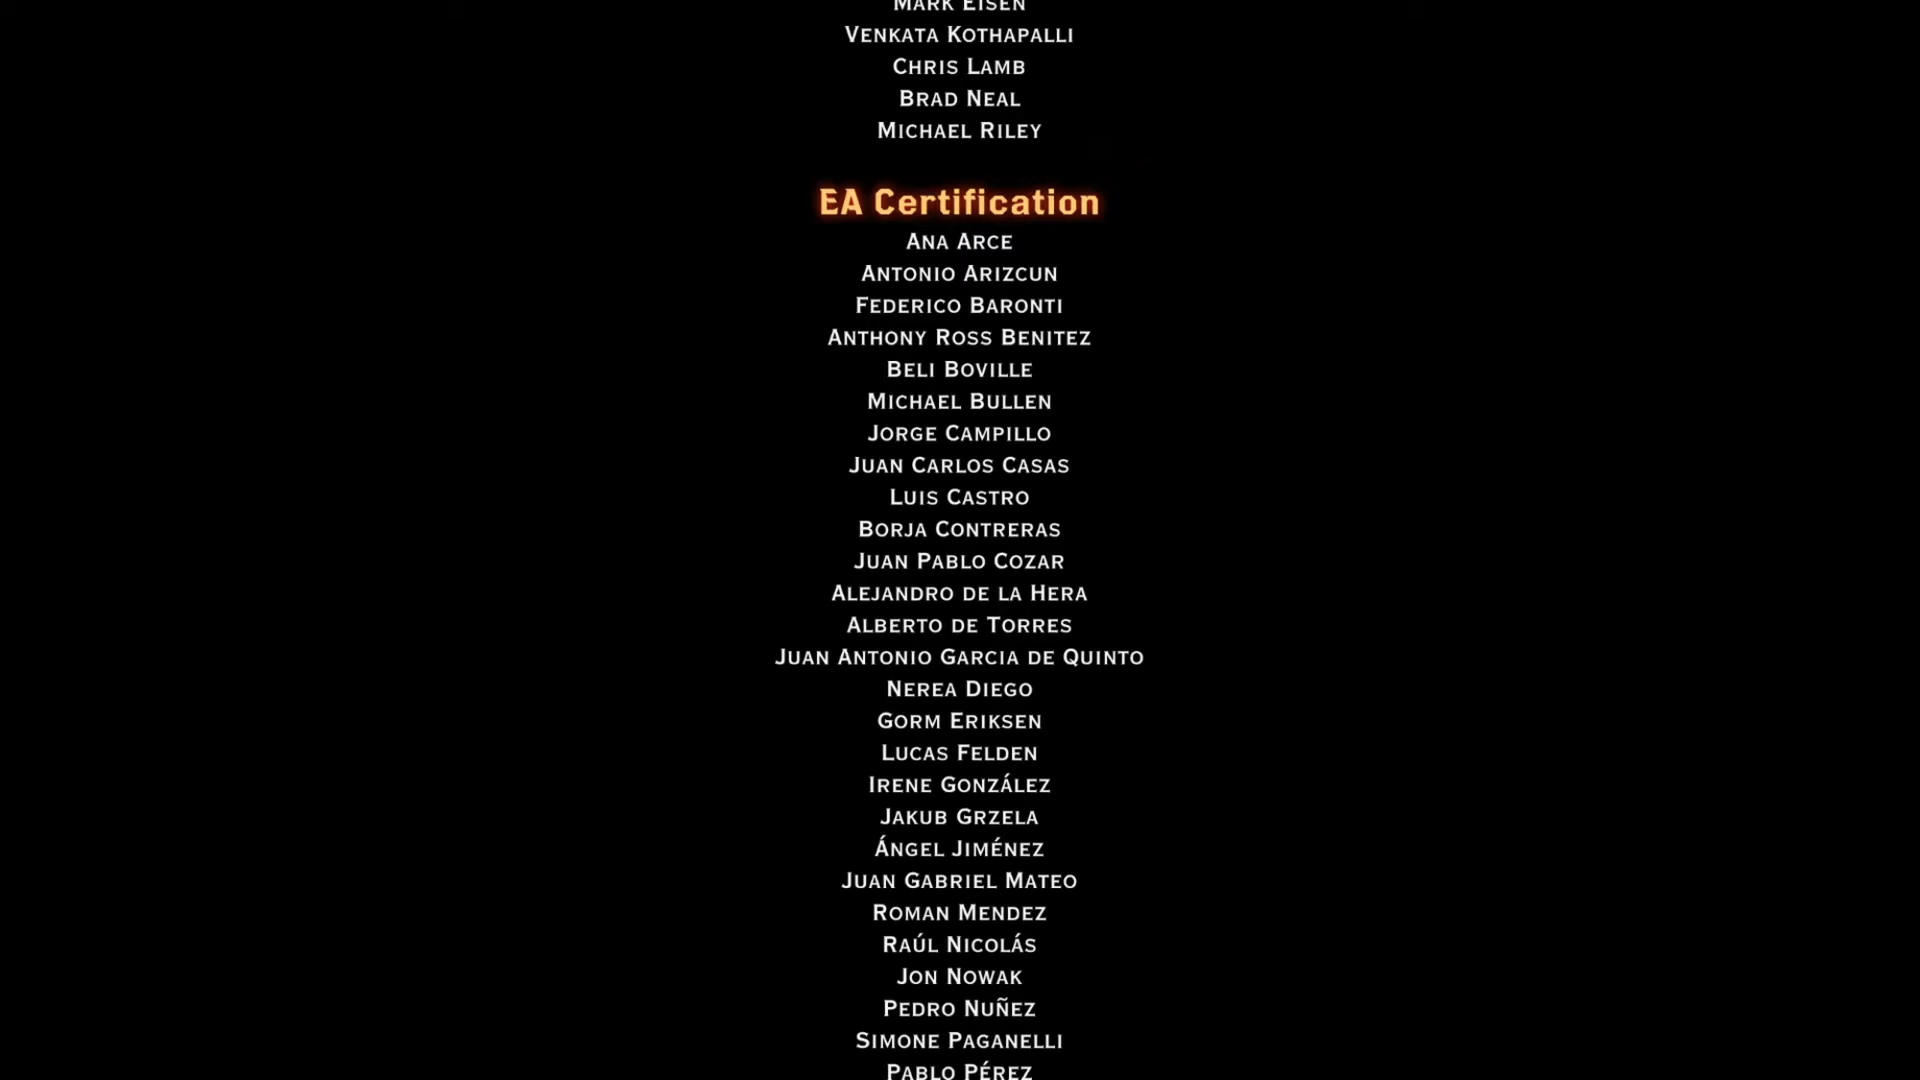 Mark Eisen
Venkata Kothapalli
Chris Lamb
Brad Neal
Michael Riley
EA Certification
Ana Arce
Antonio Arizcun
Federico Baronti
Anthony Ross Benitez
Beli Boville
Michael Bullen
Jorge Campillo
Juan Carlos Casas
Luis Castro
Borja Contreras
Juan Pablo Cozar
Alejandro de la Hera
Alberto de Torres
Juan Antonio Garcia de Quinto
Nerea Diego
Gorm Eriksen
Lucas Felden
Irene González
Jakub Grzela
Ángel Jiménez
Juan Gabriel Mateo
Roman Mendez
Raúl Nicolás
Jon Nowak
Pedro Nuñez
Simone Paganelli
Pablo Pérez